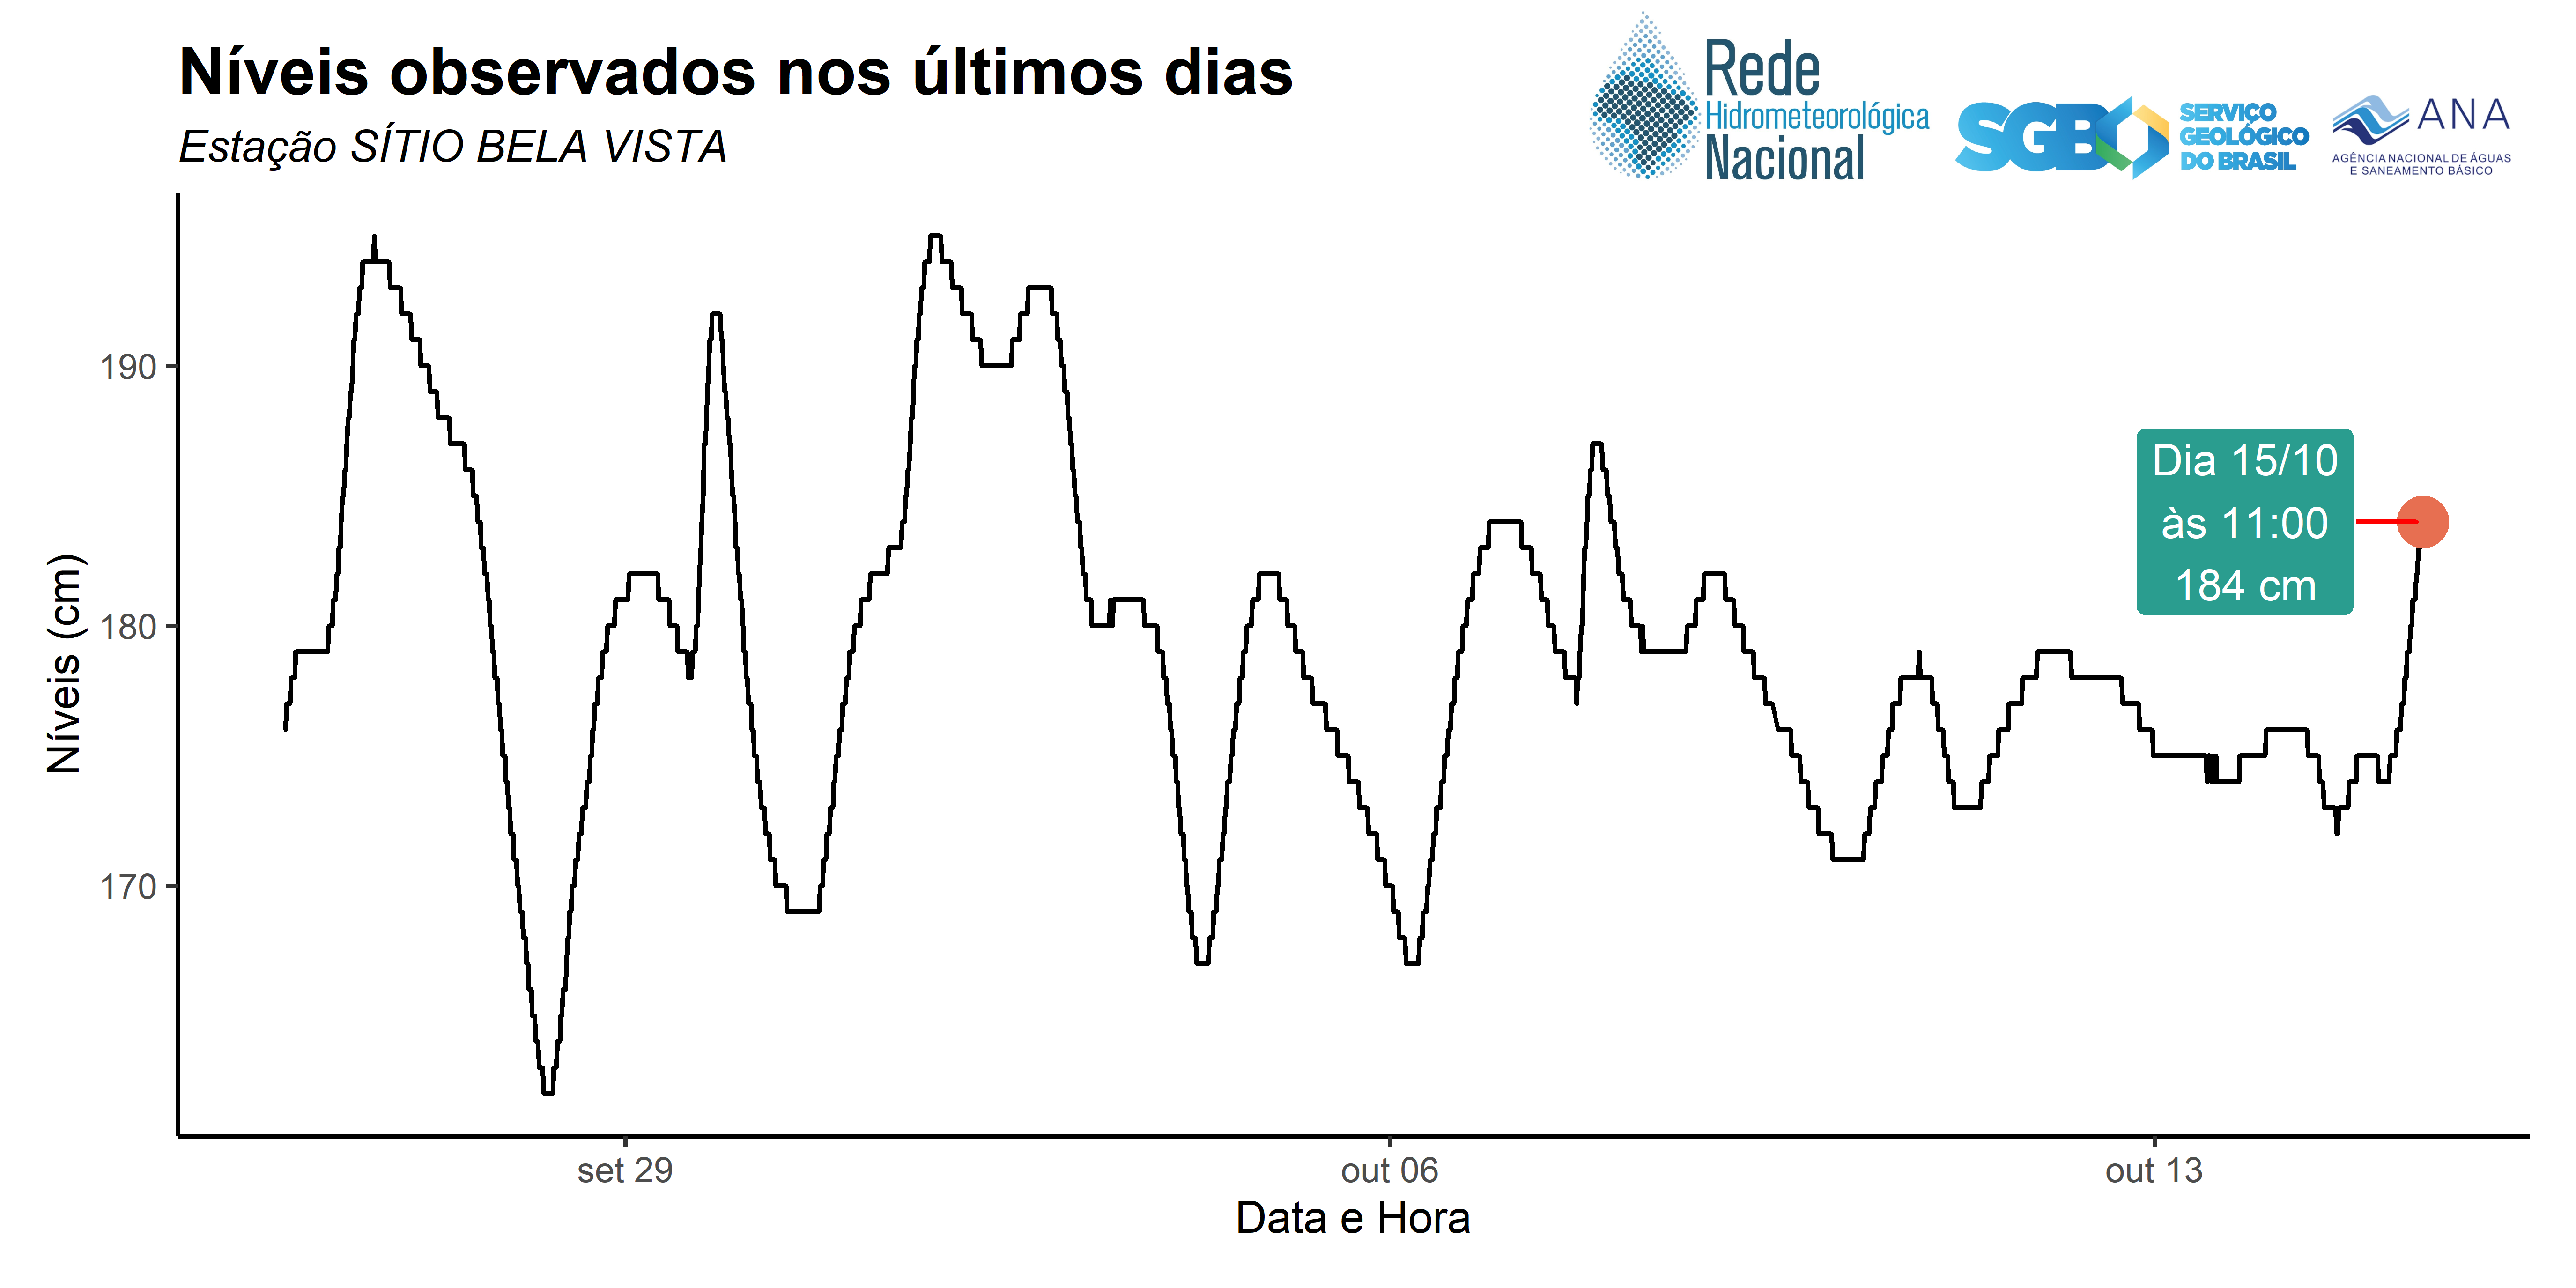 Níveis observados nos últimos dias
Estação SÍTIO BELA VISTA
Rede
Hidrometeorológica
Nacional
SGB
SERVIÇO
GEOLÓGICO
DO BRASIL
ANA
AGÊNCIA NACIONAL DE ÁGUAS
E SANEAMENTO BÁSICO
Níveis (cm)
190
180
170
Dia 15/10
às 11:00
184 cm
set 29
out 06
out 13
Data e Hora